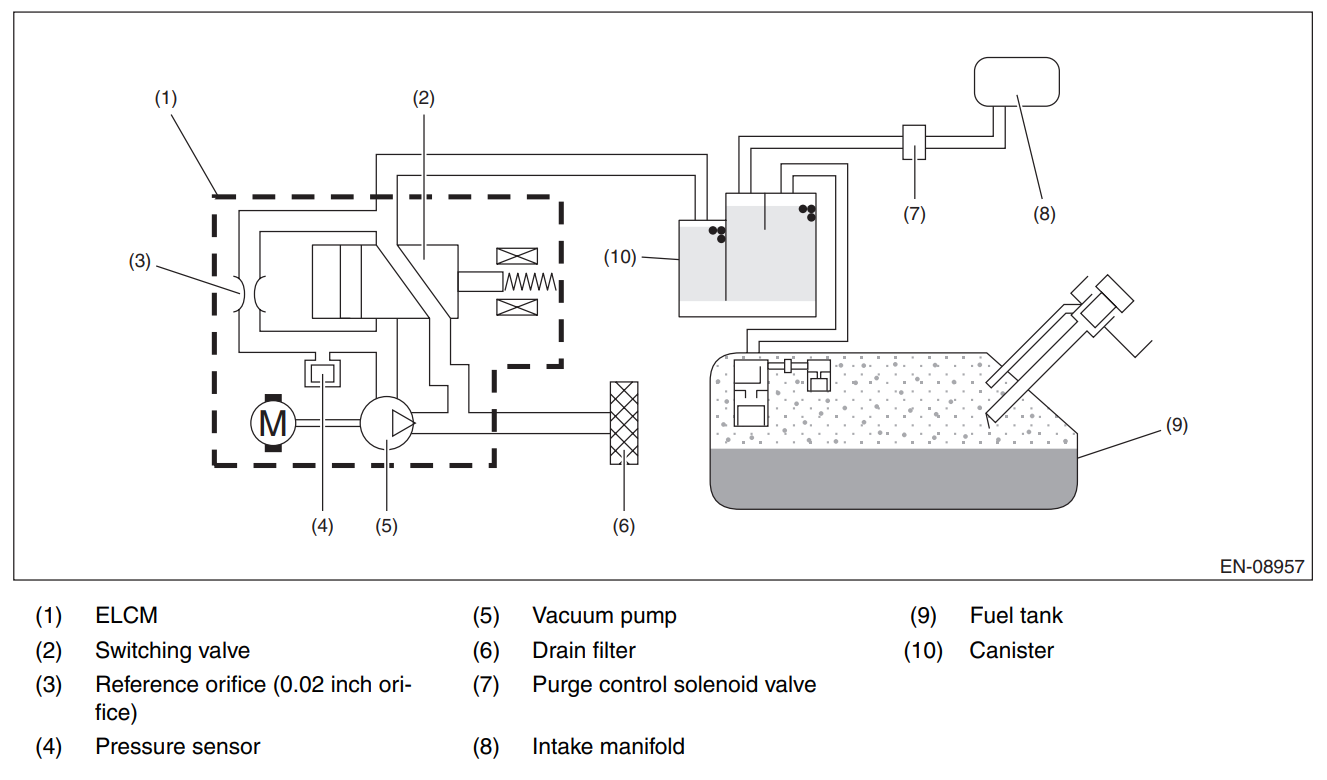 (1)
(2)
(3)
(4)
(5)
(6)
(7)
(8)
(9)
(10)
M
EN-08957
(1) ELCM
(2) Switching valve
(3) Reference orifice (0.02 inch ori-
fice)
(4) Pressure sensor
(5) Vacuum pump
(6) Drain filter
(7) Purge control solenoid valve
(8) Intake manifold
(9) Fuel tank
(10) Canister